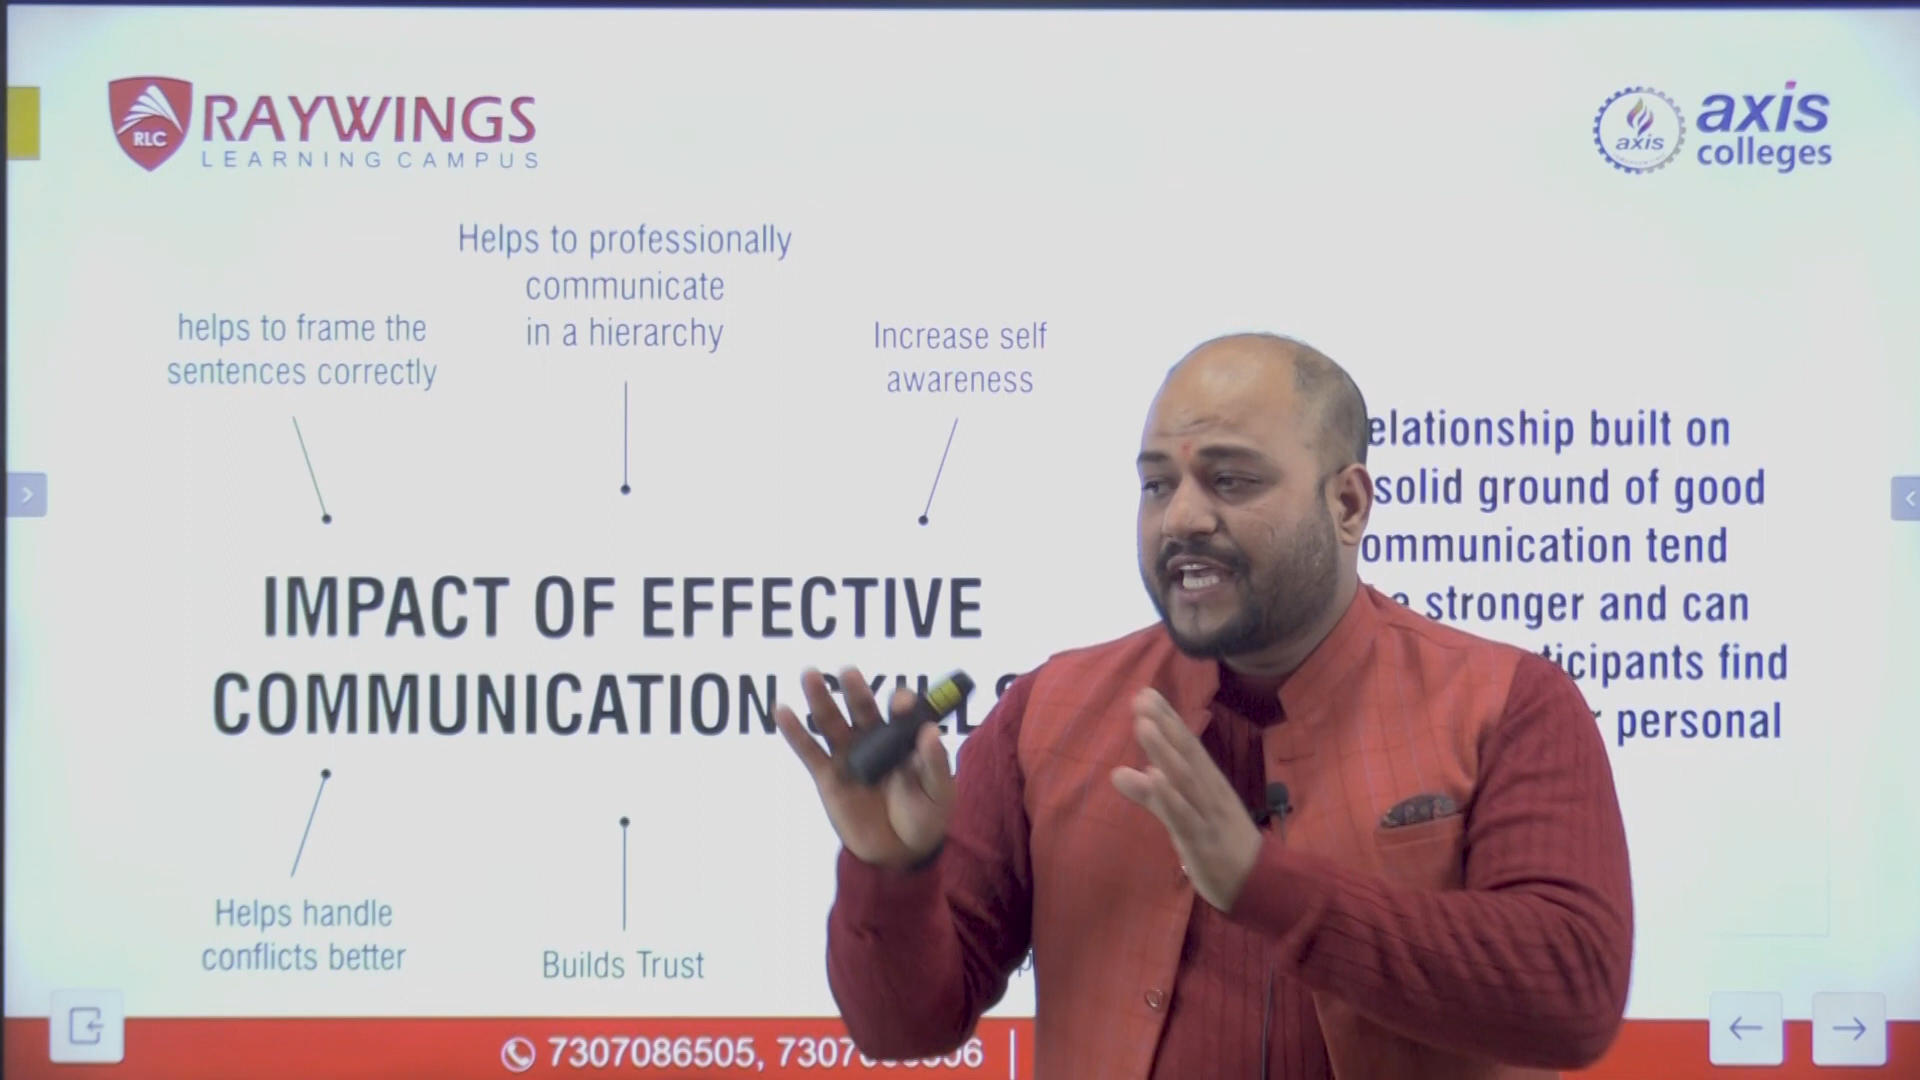 RLC
RAYWINGS
LEARNING CAMPUS
axis
axis
colleges
Helps to professionally
communicate
in a hierarchy
helps to frame the
sentences correctly
Increase self
awareness
IMPACT OF EFFECTIVE
COMMUNICATION
Helps handle
conflicts better
Builds Trust
elationship built on
solid ground of good
ommunication tend
stronger and can
ticipants find
personal
7307086505,